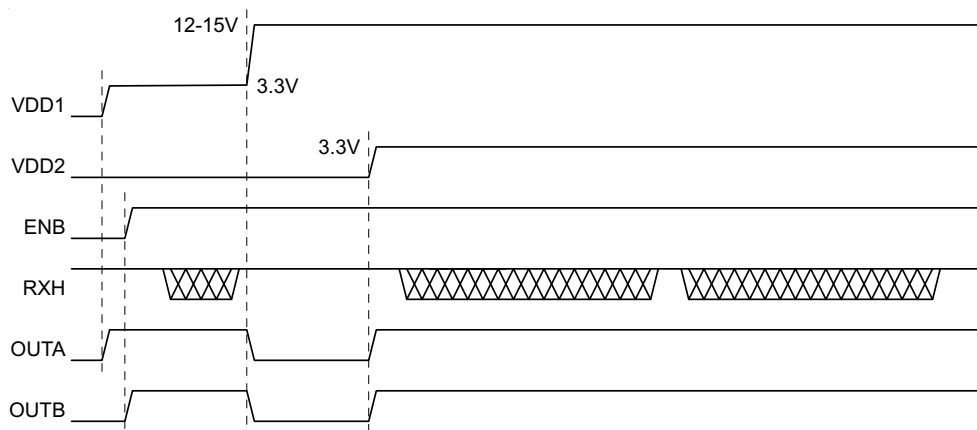 12-15V
3.3V
VDD1
3.3V
VDD2
ENB
RXH
OUTA
OUTB